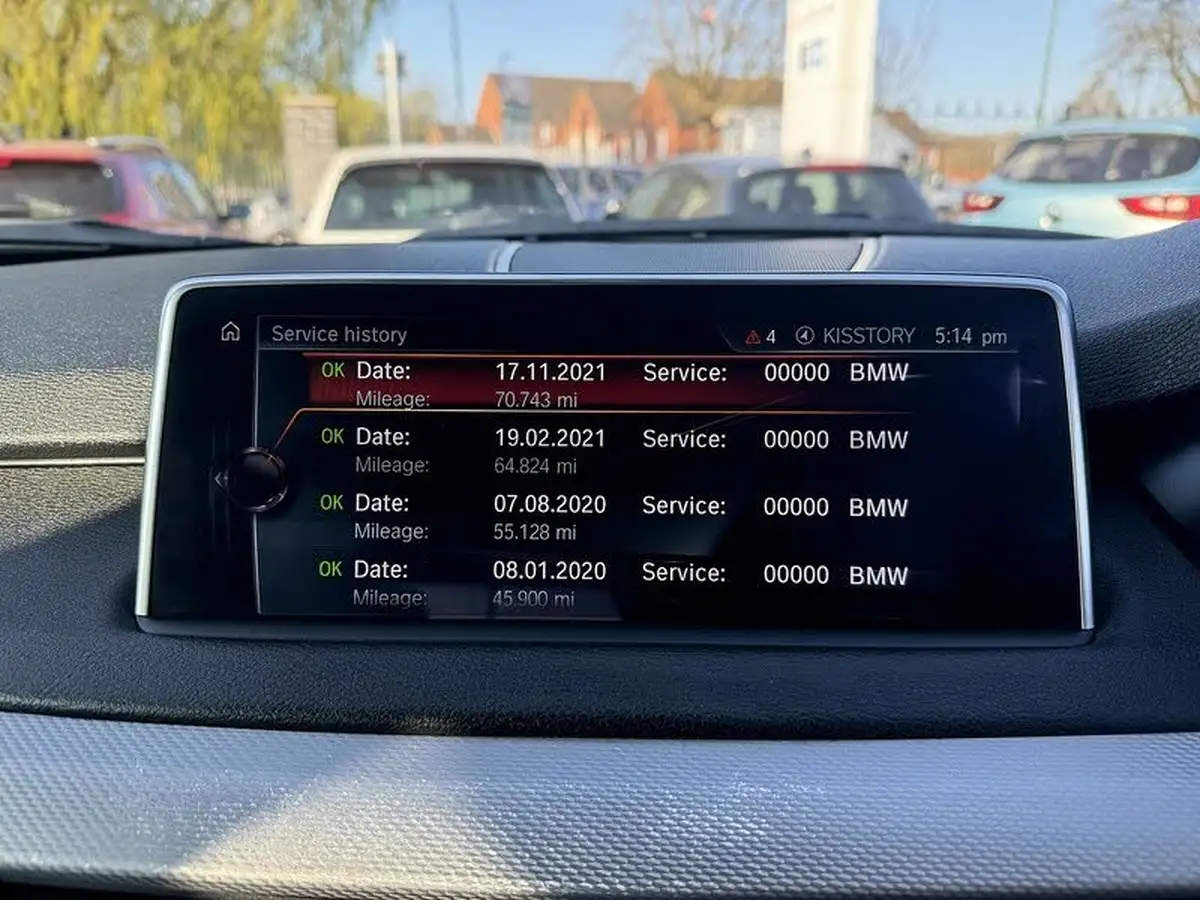 Service history 4 KISSTORY 5:14 pm
OK Date: 17.11.2021 Service: 00000 BMW
Mileage: 70.743 mi
OK Date: 19.02.2021 Service: 00000 BMW
Mileage: 64.824 mi
OK Date: 07.08.2020 Service: 00000 BMW
Mileage: 55.128 mi
OK Date: 08.01.2020 Service: 00000 BMW
Mileage: 45.900 mi